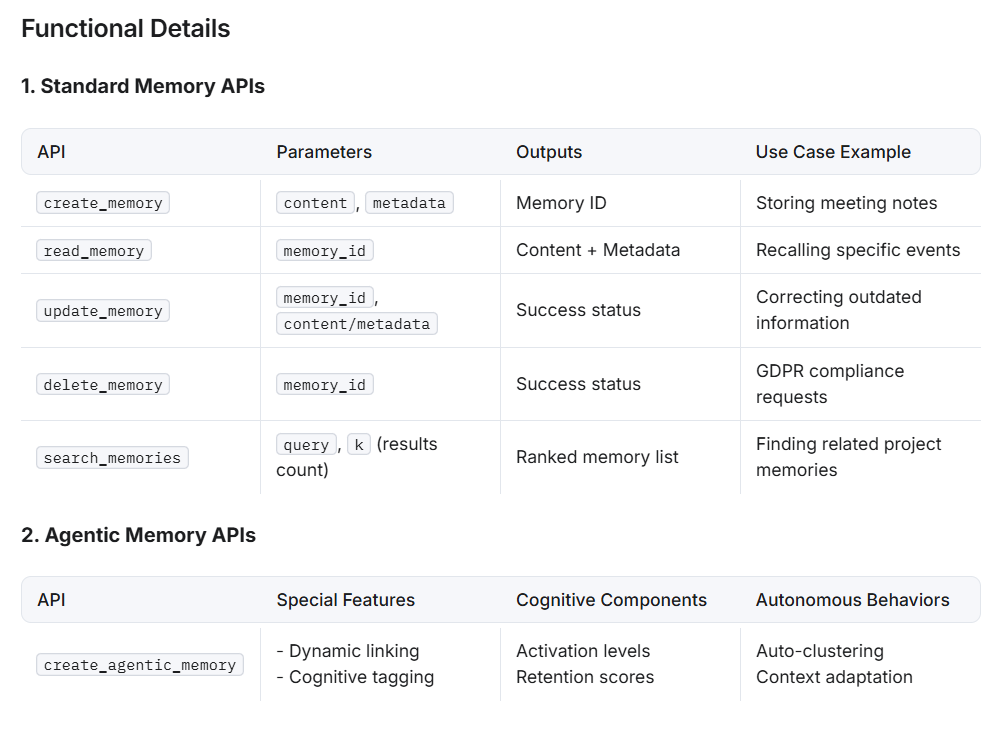 Functional Details
1. Standard Memory APIs
API Parameters Outputs Use Case Example
create_memory content, metadata Memory ID Storing meeting notes
read_memory memory_id Content + Metadata Recalling specific events
update_memory memory_id, content/metadata Success status Correcting outdated information
delete_memory memory_id Success status GDPR compliance requests
search_memories query, k (results count) Ranked memory list Finding related project memories
2. Agentic Memory APIs
API Special Features Cognitive Components Autonomous Behaviors
create_agentic_memory - Dynamic linking - Cognitive tagging Activation levels Retention scores Auto-clustering Context adaptation